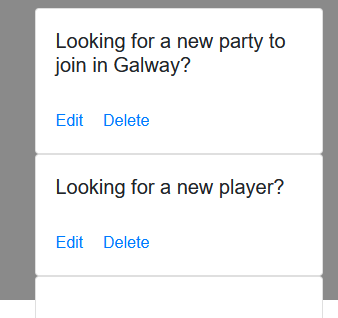 Looking for a new party to
join in Galway?
Edit Delete
Looking for a new player?
Edit Delete